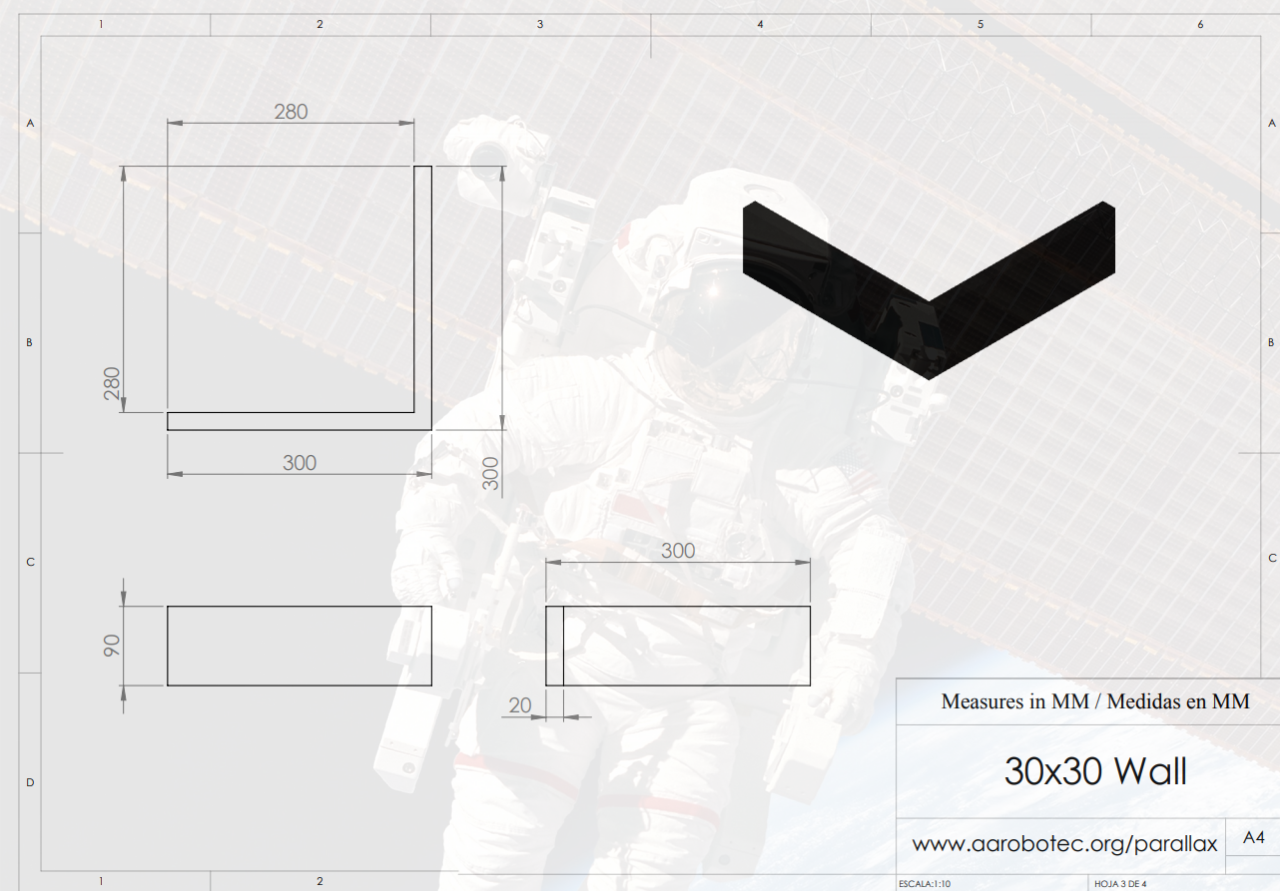 1 2 3 4 5 6
A A
280
B B
280
300
300
C C
300
90
20
Measures in MM / Medidas en MM
30x30 Wall
D
www.aarobotec.org/parallax A4
1 2
ESCALA:1:10 HOJA 3 DE 4